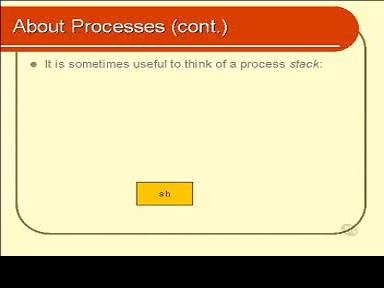 About Processes (cont.)
It is sometimes useful to think of a process stack:
sh